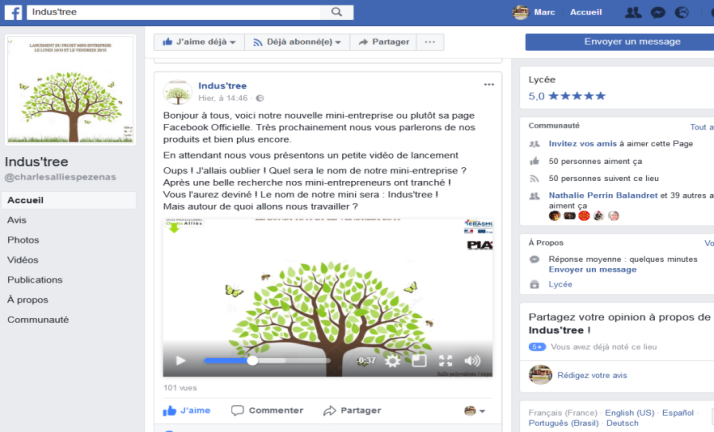 Indus'tree
Marc Accueil
LANCEMENT DU PROJET MINI-ENTREPRISE
J'aime déjà
Déjà abonné(e)
Partager
Envoyer un message
Indus'tree
@charlesalliespezenas
Accueil
Avis
Photos
Vidéos
Publications
À propos
Communauté
Indus'tree
Hier, à 14:46
Bonjour à tous, voici notre nouvelle mini-entreprise ou plutôt sa page
Facebook Officielle. Très prochainement nous vous parlerons de nos
produits et bien plus encore.
En attendant nous vous présentons un petite vidéo de lancement
Oups ! J'allais oublier ! Quel sera le nom de notre mini-entreprise ?
Après une belle recherche nos mini-entrepreneurs ont tranché !
Vous l'aurez deviné ! Le nom de notre mini sera : Indus'tree !
Mais autour de quoi allons nous travailler ?
-0:37
101 vues
J'aime
Commenter
Partager
Lycée
5,0 ★★★★★
Communauté
Tout a
Invitez vos amis à aimer cette Page
50 personnes aiment ça
50 personnes suivent ce lieu
Nathalie Perrin Balandret et 39 autres a
aiment ça
À Propos
Vo
Réponse moyenne : quelques minutes
Envoyer un message
Lycée
Partagez votre opinion à propos de
Indus'tree !
5★ Vous avez déjà noté ce lieu
Rédigez votre avis
Français (France) · English (US) · Español ·
Português (Brasil) · Deutsch